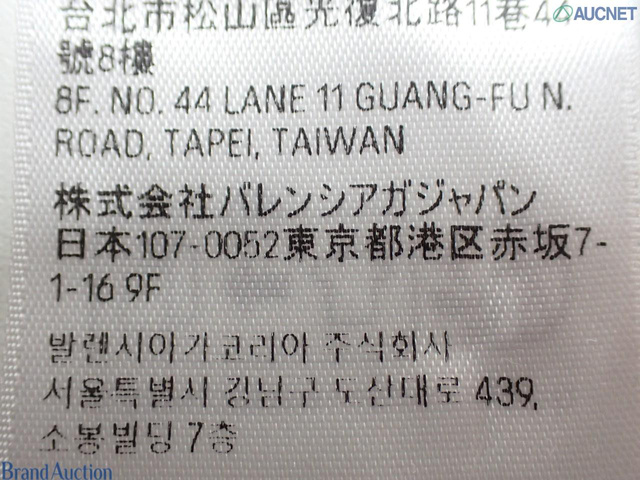 台北市松山區光復北路11巷4
AUCNET
號8樓
8F. NO. 44 LANE 11 GUANG-FU N.
ROAD, TAPEI, TAIWAN
株式会社バレンシアガジャパン
日本107-0052東京都港区赤坂7-
1-16 9F
발렌시아가코리아 주식회사
서울특별시 강남구 도산대로 439,
소봉빌딩 7층
Brand Auction